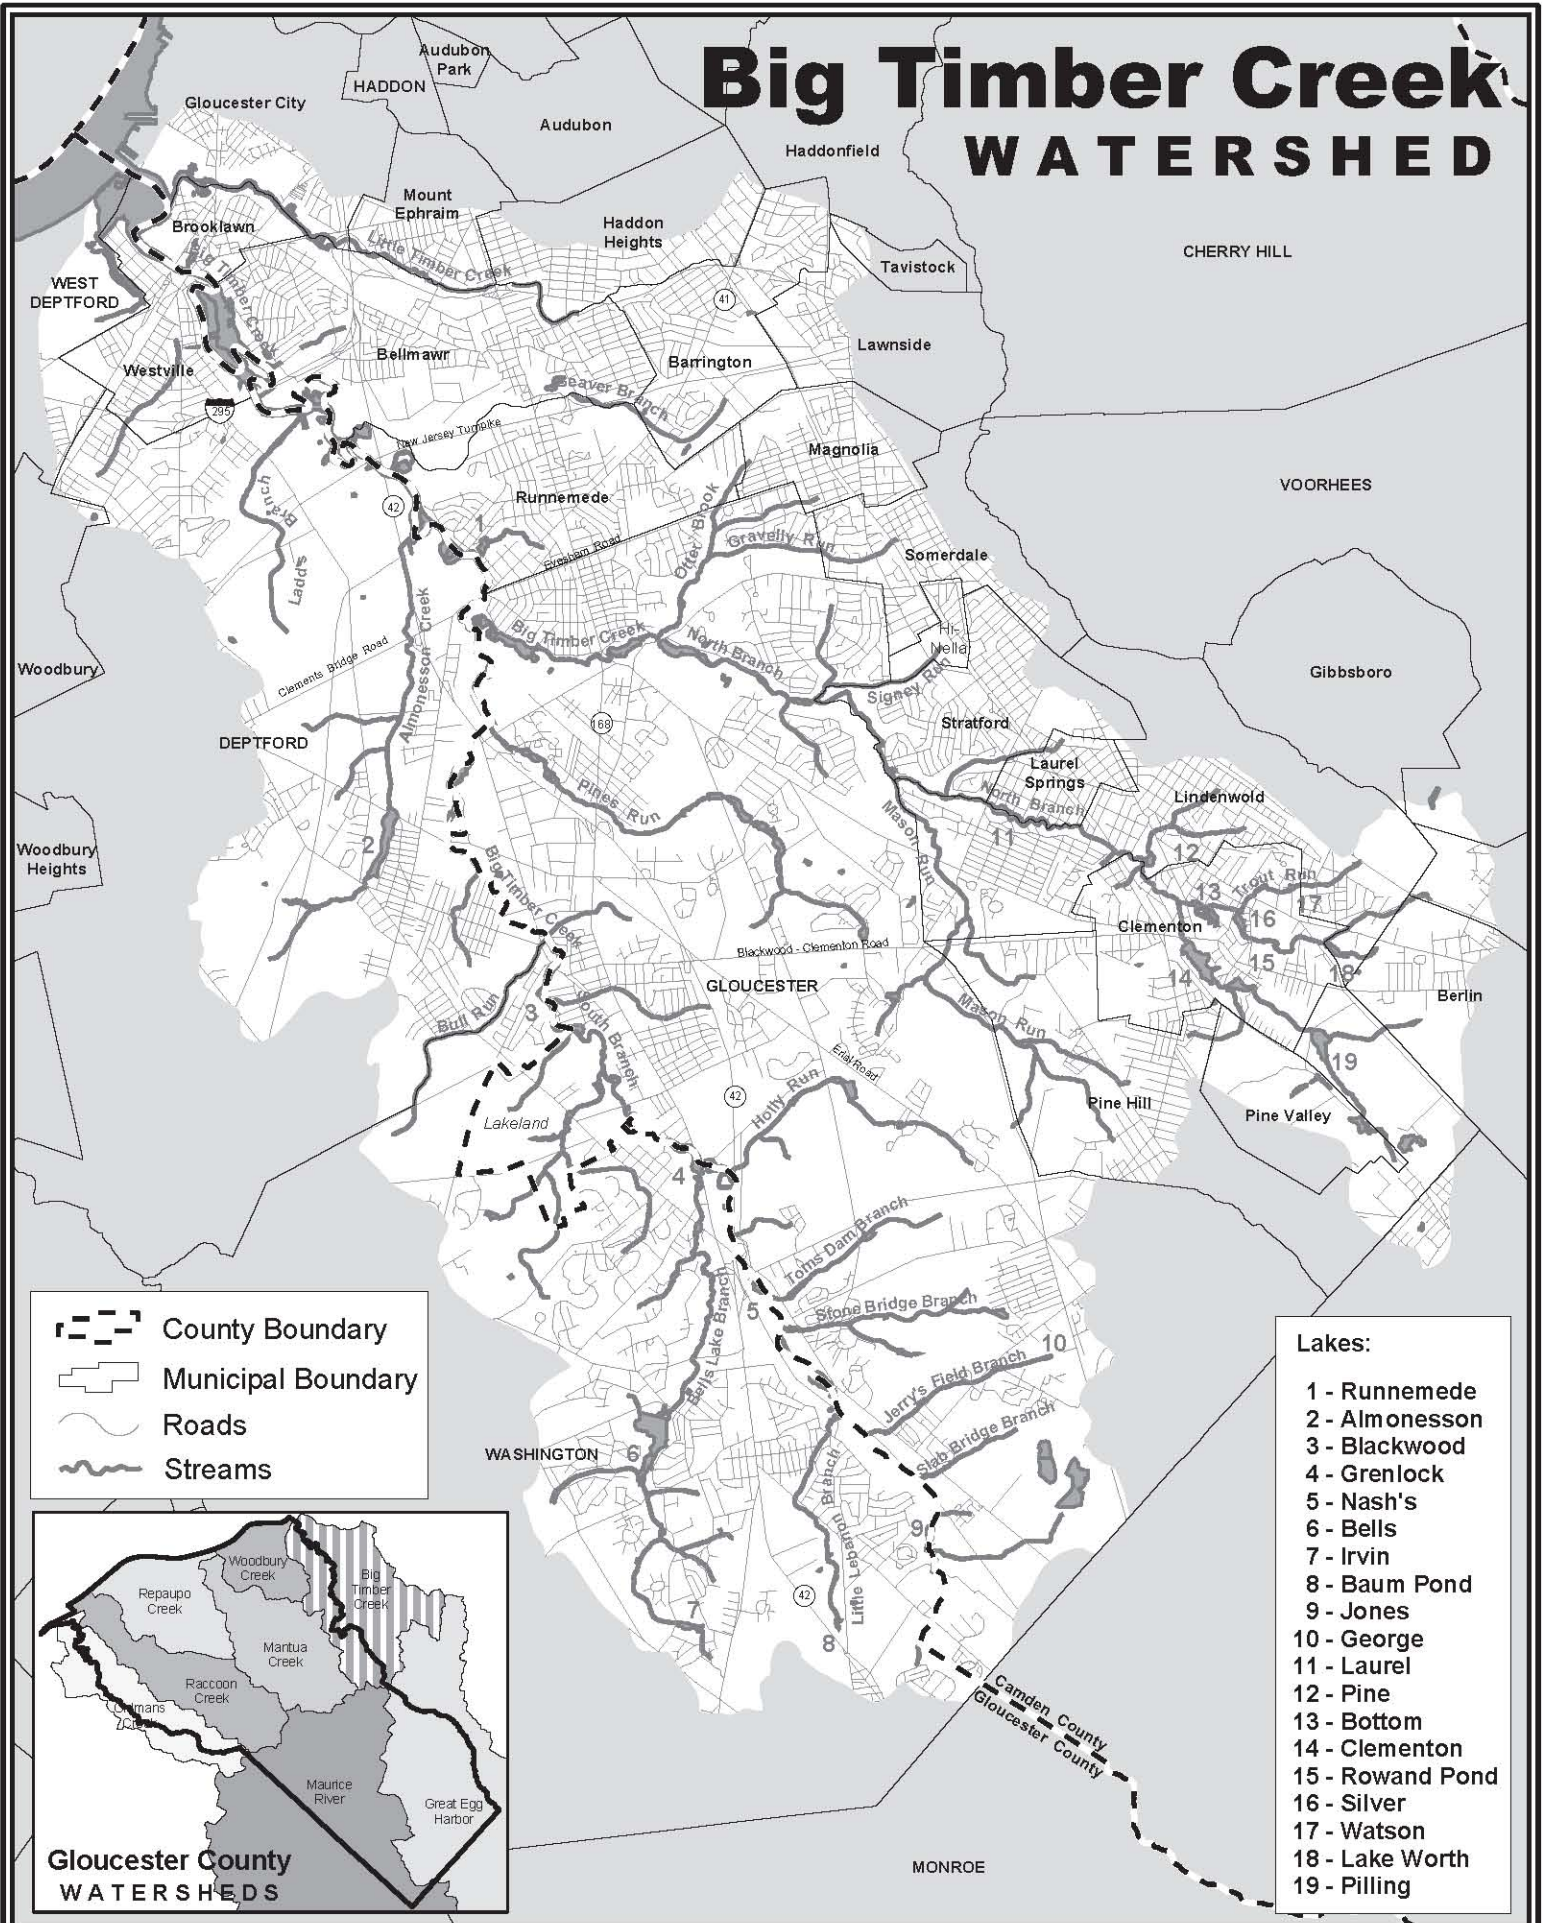 Big Timber Creek
WATERSHED
Audubon
Park
HADDON
Gloucester City
Audubon
Haddonfield
Mount
Ephraim
Haddon
Heights
Brooklawn
Little Timber Creek
CHERRY HILL
Tavistock
WEST
DEPTFORD
Big Timber Creek
41
Lawnside
Bellmawr
Barrington
Westville
Beaver Branch
295
New Jersey Turnpike
Magnolia
VOORHEES
Ladd's Branch
42
Runnemede
1
Evesham Road
Otter Brook
Gravelly Run
Somerdale
Almonesson Creek
Big Timber Creek
North Branch
Hi-
Nella
Signey Run
Clements Bridge Road
Woodbury
Gibbsboro
168
Stratford
DEPTFORD
Laurel
Springs
Pines Run
North Branch
Lindenwold
Mason Run
11
2
Woodbury
Heights
Big Timber Creek
12
13
Trout Run
17
16
Clementon
Blackwood - Clementon Road
15
14
18
GLOUCESTER
Berlin
Bull Run
3
South Branch
Mason Run
Erial Road
19
42
Holly Run
Pine Hill
Pine Valley
Lakeland
4
Toms Dam Branch
5
Stone Bridge Branch
Bells Lake Branch
10
Jerry's Field Branch
Slab Bridge Branch
WASHINGTON
6
Little Lebanon Branch
9
42
7
8
Camden County
Gloucester County
MONROE
County Boundary
Municipal Boundary
Roads
Streams
Woodbury
Creek
Big
Timber
Creek
Repaupo
Creek
Mantua
Creek
Raccoon
Creek
Oldmans
Creek
Maurice
River
Great Egg
Harbor
Gloucester County
WATERSHEDS
Lakes:
1 - Runnemede
2 - Almonesson
3 - Blackwood
4 - Grenlock
5 - Nash's
6 - Bells
7 - Irvin
8 - Baum Pond
9 - Jones
10 - George
11 - Laurel
12 - Pine
13 - Bottom
14 - Clementon
15 - Rowand Pond
16 - Silver
17 - Watson
18 - Lake Worth
19 - Pilling